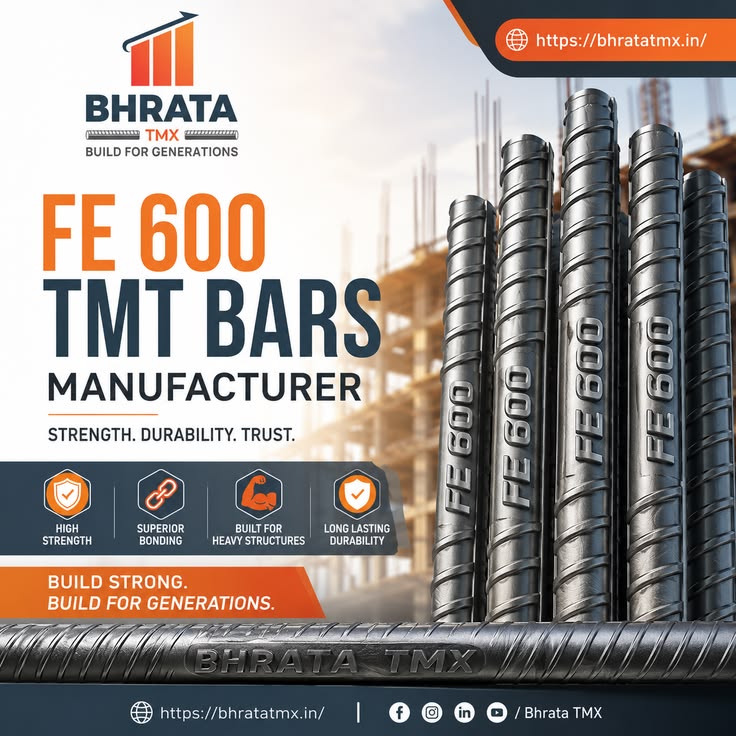 BHRATA
TMX
BUILD FOR GENERATIONS
https://bhratatmx.in/
FE 600
TMT BARS
MANUFACTURER
STRENGTH. DURABILITY. TRUST.
HIGH
STRENGTH
SUPERIOR
BONDING
BUILT FOR
HEAVY STRUCTURES
LONG LASTING
DURABILITY
BUILD STRONG.
BUILD FOR GENERATIONS.
FE 600
FE 600
FE 600
FE 600
BHRATA TMX
https://bhratatmx.in/ | / Bhrata TMX